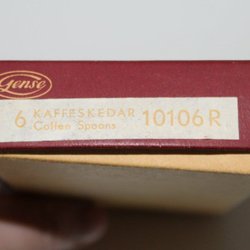 Gense
6 KAFFESKEDAR 10106 R
Coffee Spoons